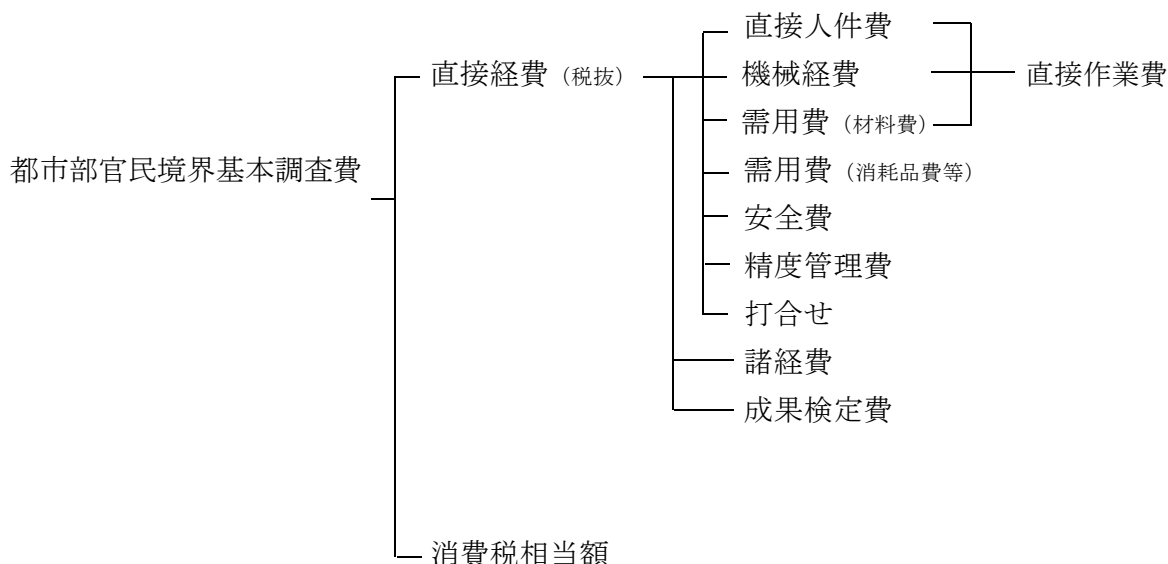 直接人件費
直接経費（税抜）
機械経費
直接作業費
需用費（材料費）
都市部官民境界基本調査費
需用費（消耗品費等）
安全費
精度管理費
打合せ
諸経費
成果検定費
消費税相当額